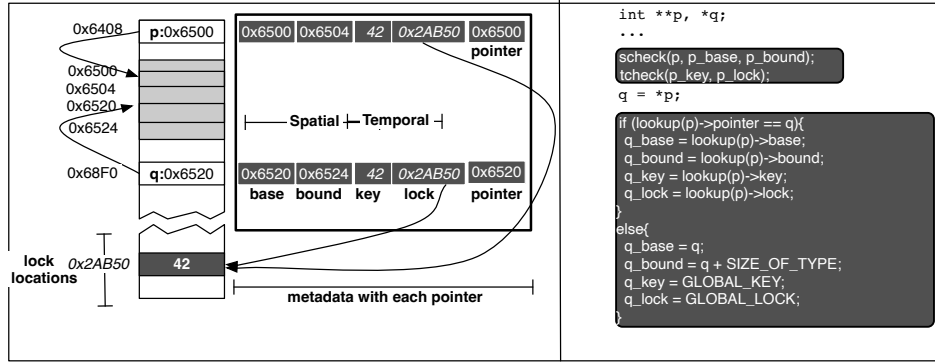 0x6408
p:0x6500
0x6500 0x6504 42 0x2AB50 0x6500
pointer
0x6500
0x6504
0x6520
0x6524
Spatial Temporal
0x68F0
q:0x6520
0x6520 0x6524 42 0x2AB50 0x6520
base bound key lock pointer
lock
locations
0x2AB50
42
metadata with each pointer
int **p, *q;
...
scheck(p, p_base, p_bound);
tcheck(p_key, p_lock);
q = *p;
if (lookup(p)->pointer == q){
q_base = lookup(p)->base;
q_bound = lookup(p)->bound;
q_key = lookup(p)->key;
q_lock = lookup(p)->lock;
}
else{
q_base = q;
q_bound = q + SIZE_OF_TYPE;
q_key = GLOBAL_KEY;
q_lock = GLOBAL_LOCK;
}